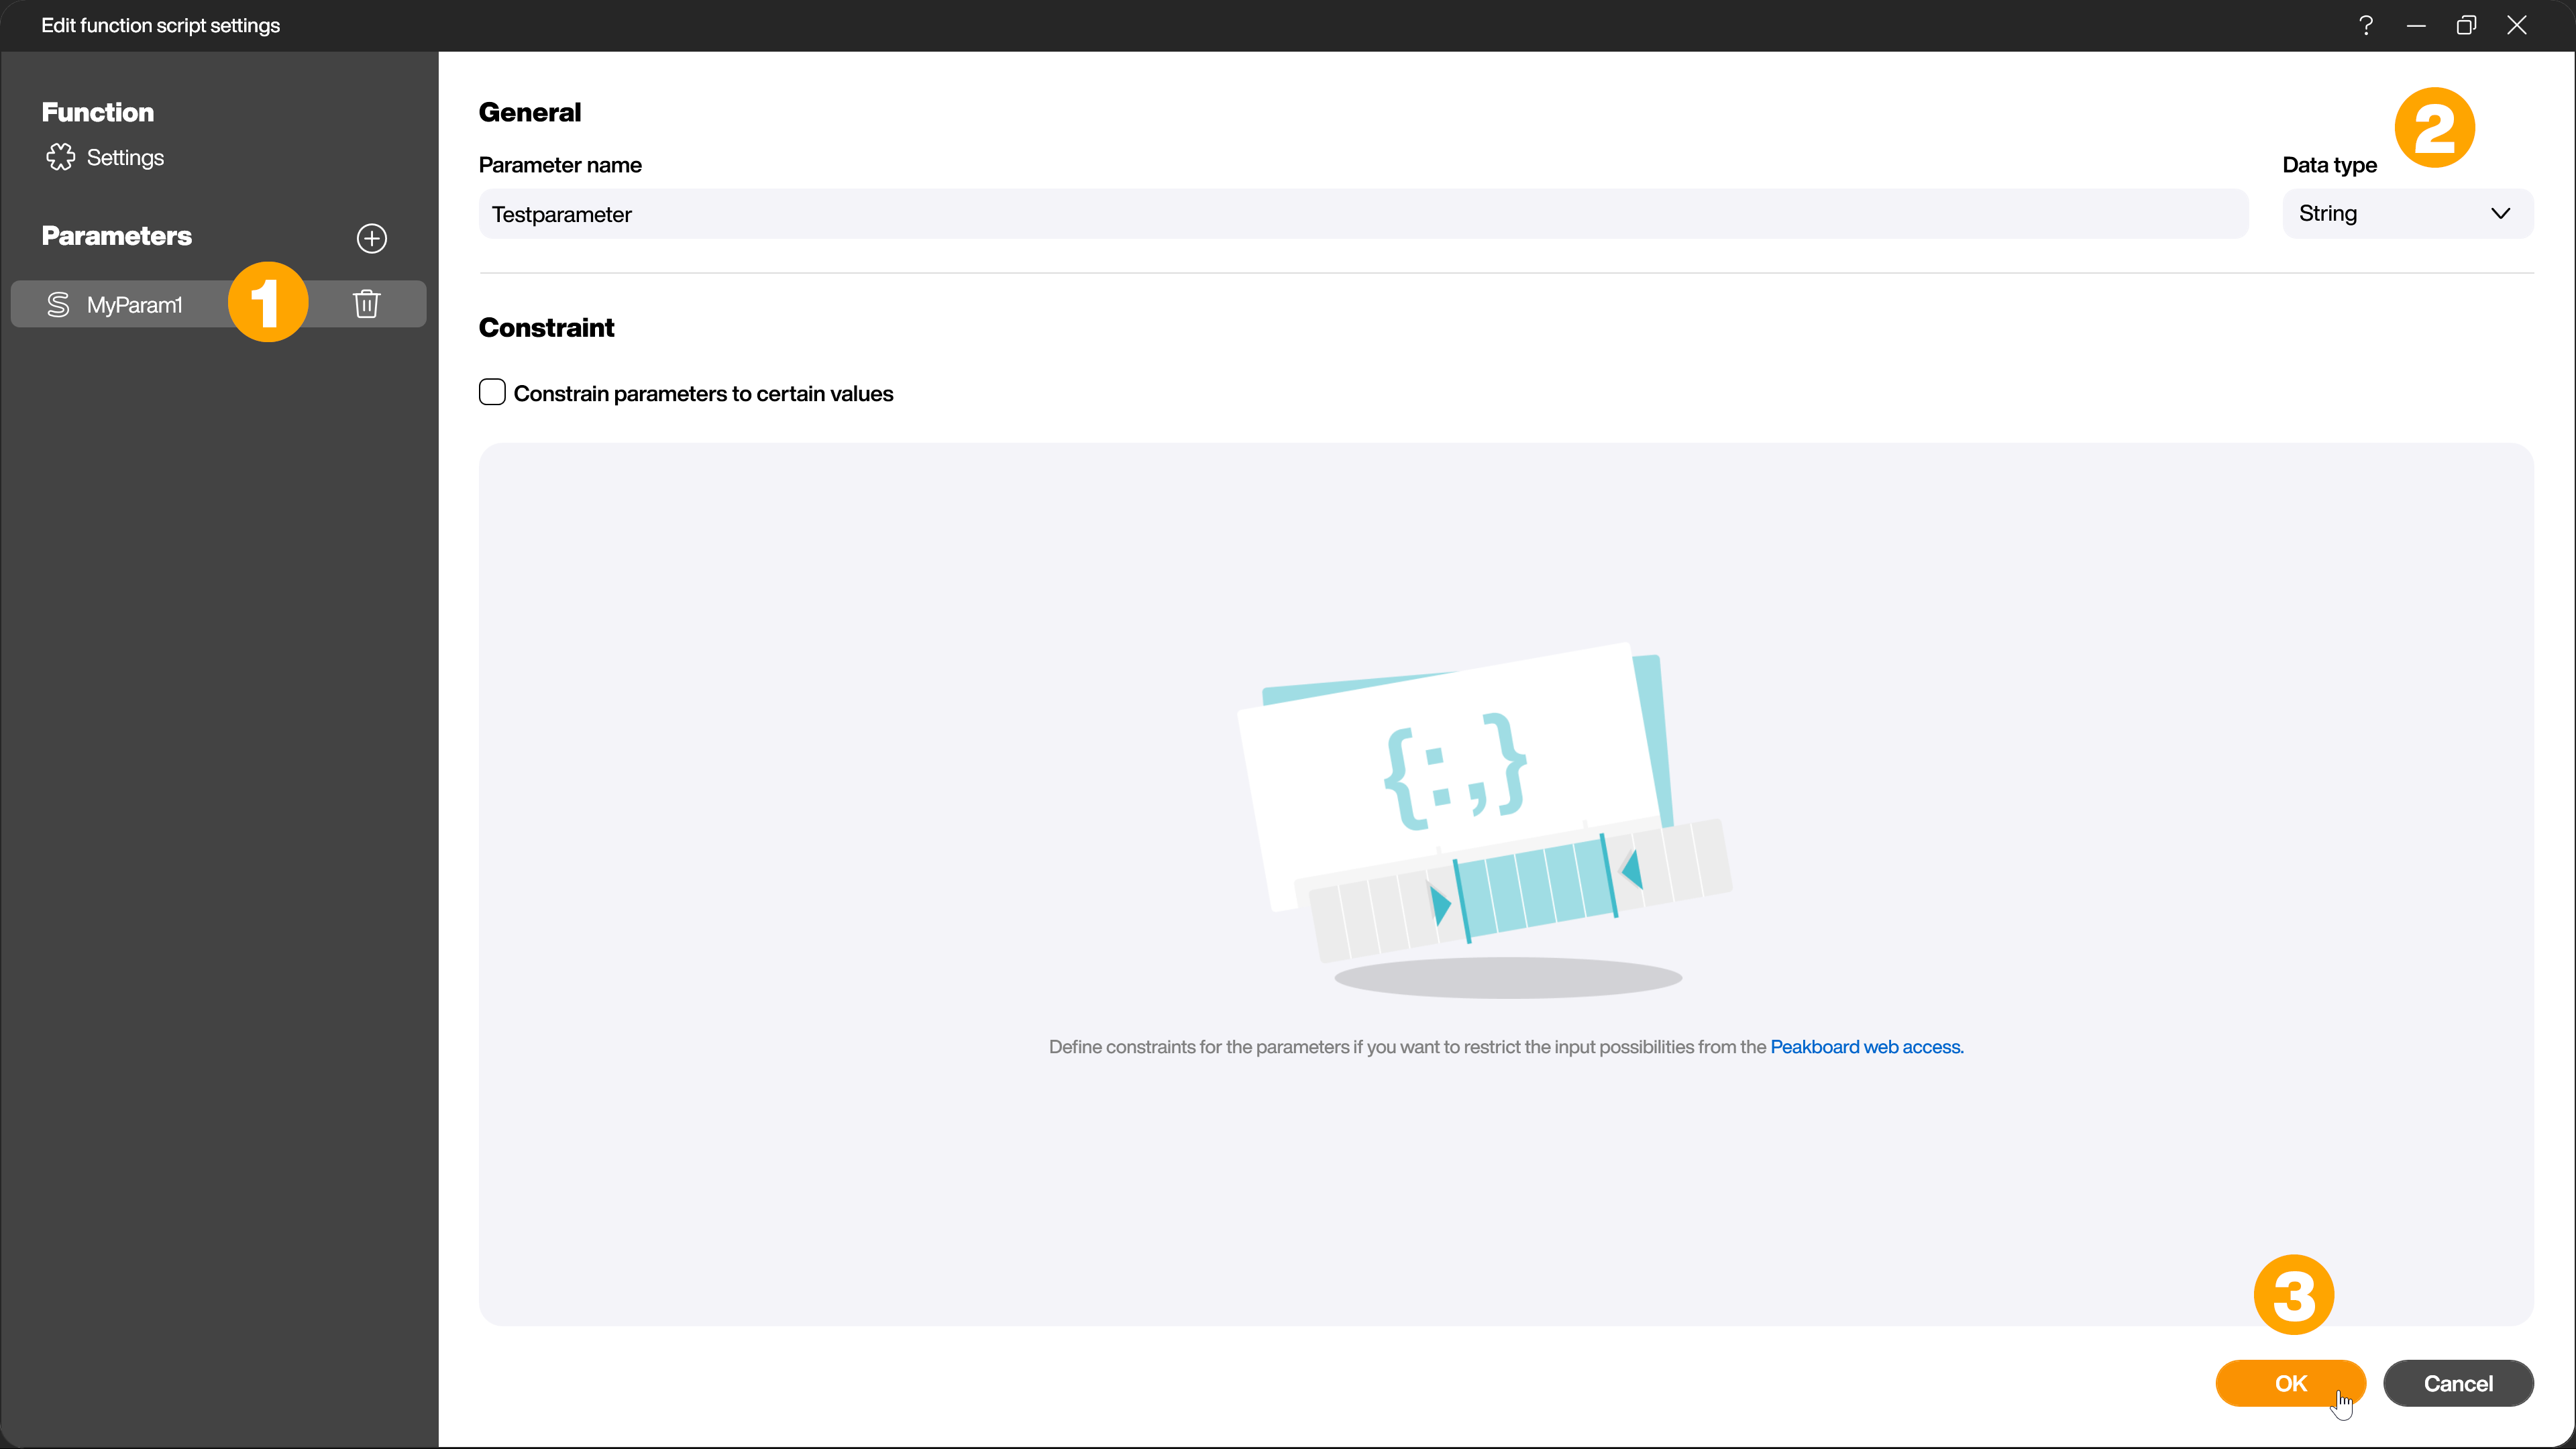 Edit function script settings
Function
Settings
Parameters
MyParam1
1
General
2
Parameter name
Data type
Testparameter
String
Constraint
Constrain parameters to certain values
{:,}
Define constraints for the parameters if you want to restrict the input possibilities from the Peakboard web access.
3
OK
Cancel